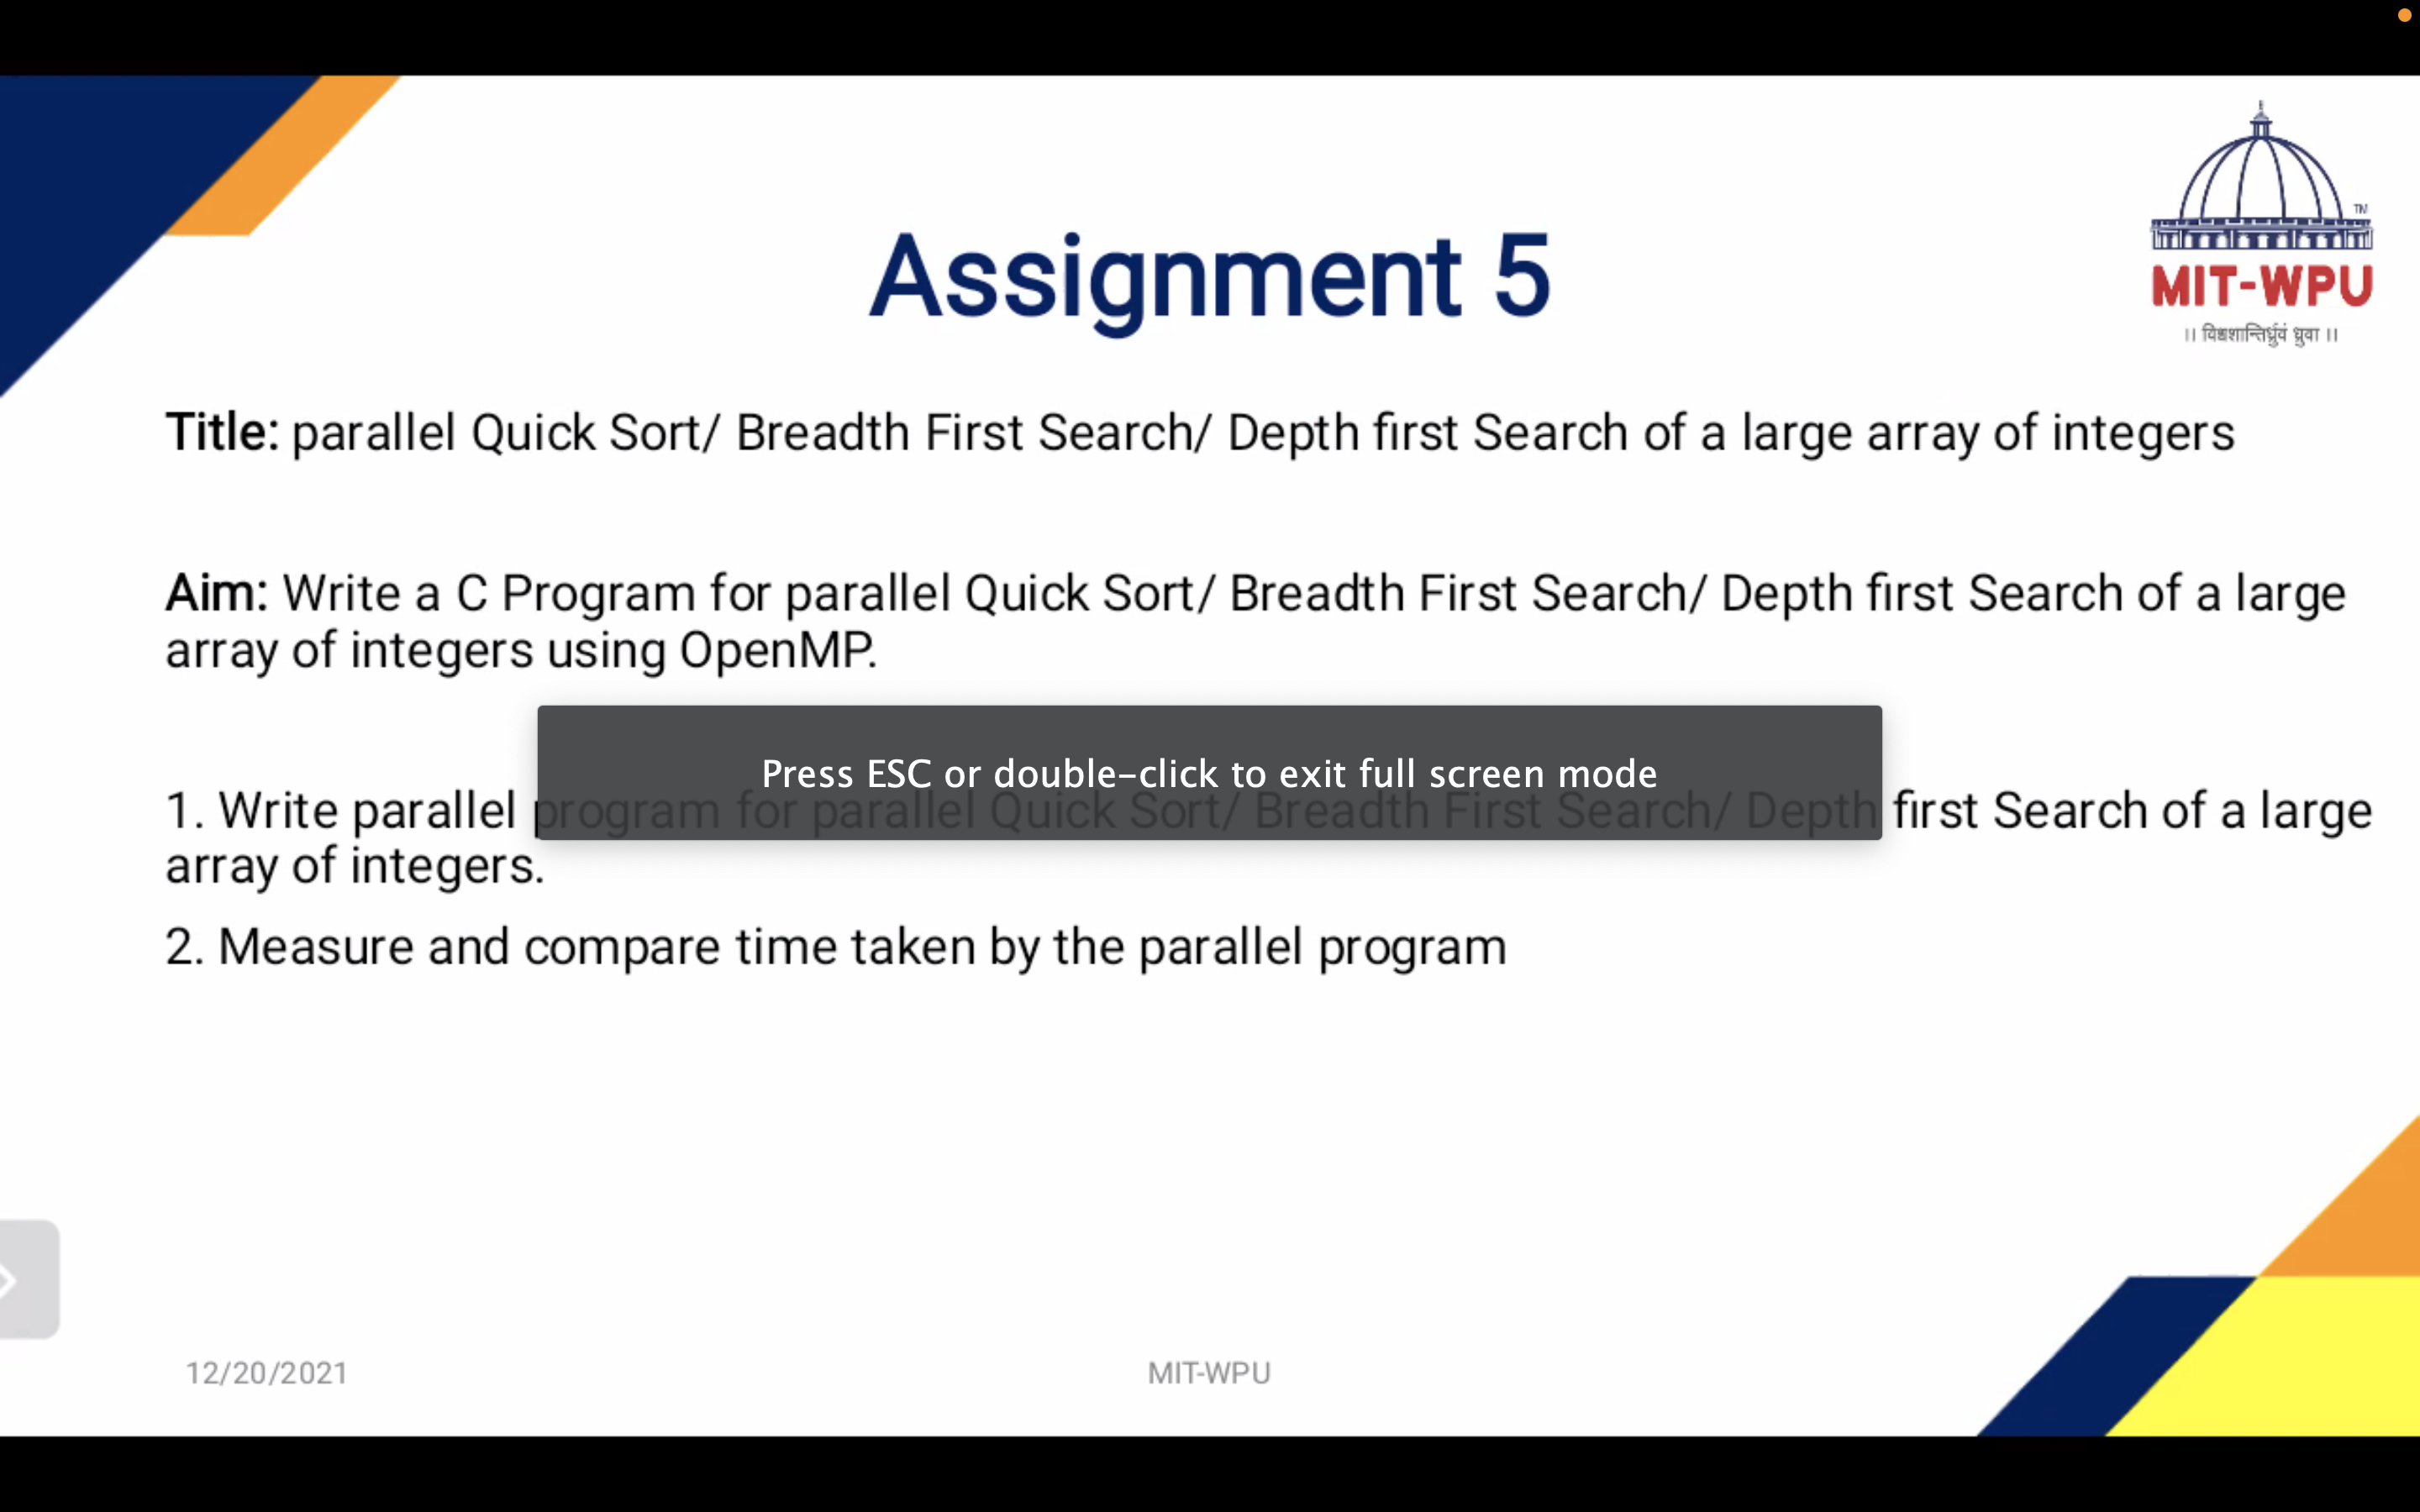 MIT-WPU
TM
।। विश्वशान्तिर्ध्रुवं ध्रुवा ।।
Assignment 5
Title: parallel Quick Sort/ Breadth First Search/ Depth first Search of a large array of integers
Aim: Write a C Program for parallel Quick Sort/ Breadth First Search/ Depth first Search of a large
array of integers using OpenMP.
Press ESC or double-click to exit full screen mode
1. Write parallel program for parallel Quick Sort/ Breadth First Search/ Depth first Search of a large
array of integers.
2. Measure and compare time taken by the parallel program
12/20/2021
MIT-WPU